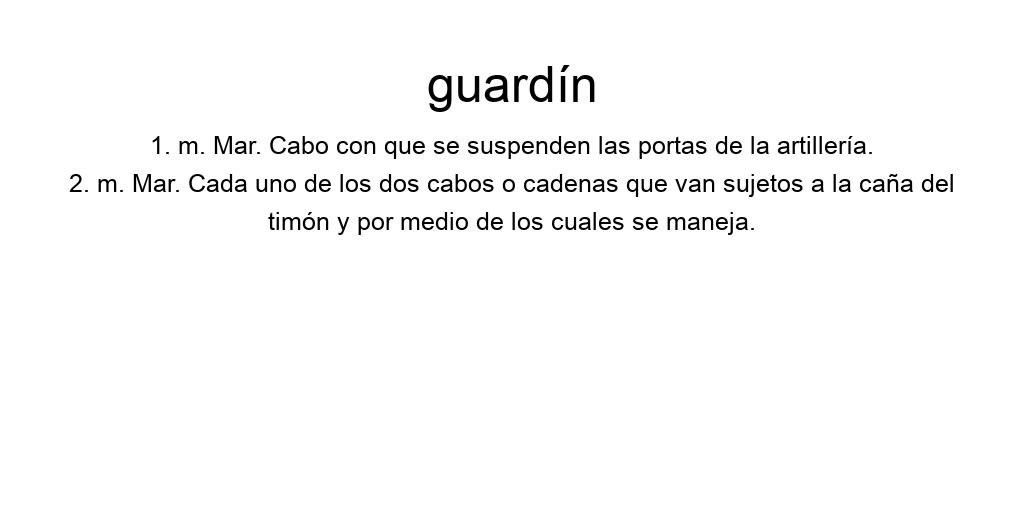 guardín
1. m. Mar. Cabo con que se suspenden las portas de la artillería.
2. m. Mar. Cada uno de los dos cabos o cadenas que van sujetos a la caña del
timón y por medio de los cuales se maneja.